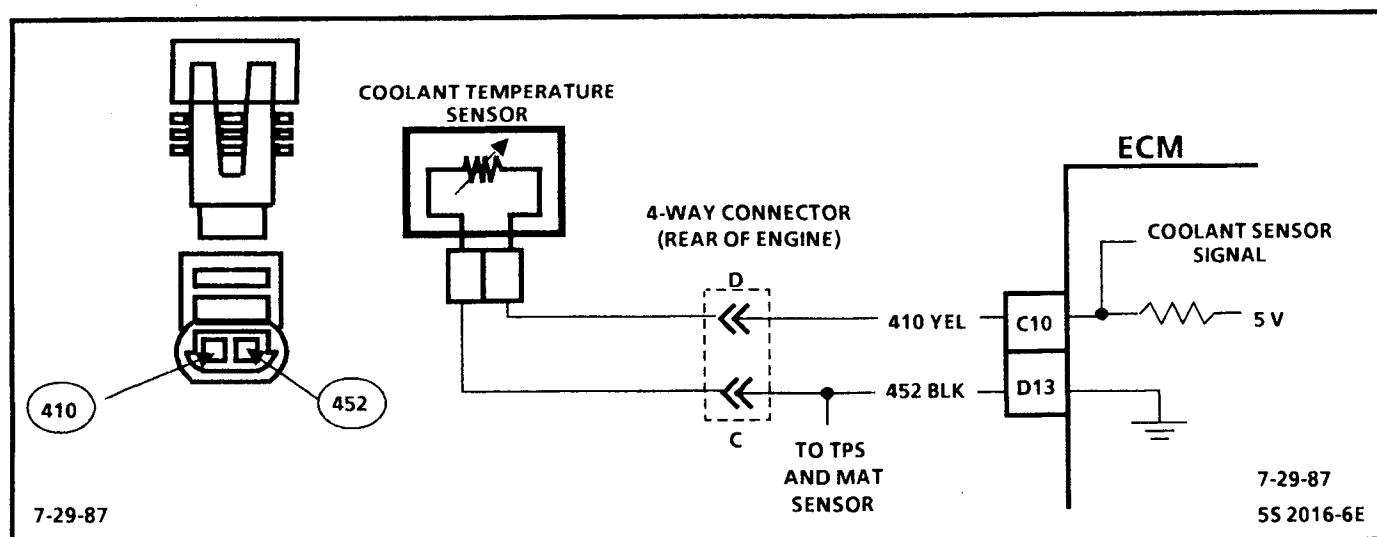 COOLANT TEMPERATURE
SENSOR
ECM
4-WAY CONNECTOR
(REAR OF ENGINE)
COOLANT SENSOR
SIGNAL
D
410 YEL
C10
5 V
410
452
452 BLK
D13
C
TO TPS
AND MAT
SENSOR
7-29-87
7-29-87
5S 2016-6E